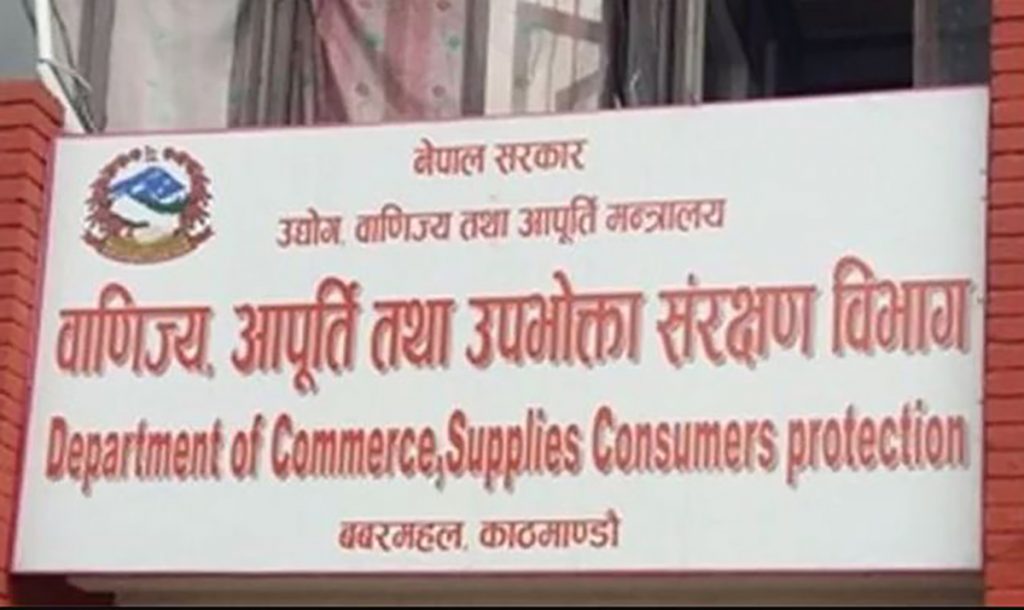 नेपाल सरकार
उद्योग, वाणिज्य तथा आपूर्ति मन्त्रालय
वाणिज्य, आपूर्ति तथा उपभोक्ता संरक्षण विभाग
Department of Commerce,Supplies Consumers protection
बबरमहल, काठमाण्डौ